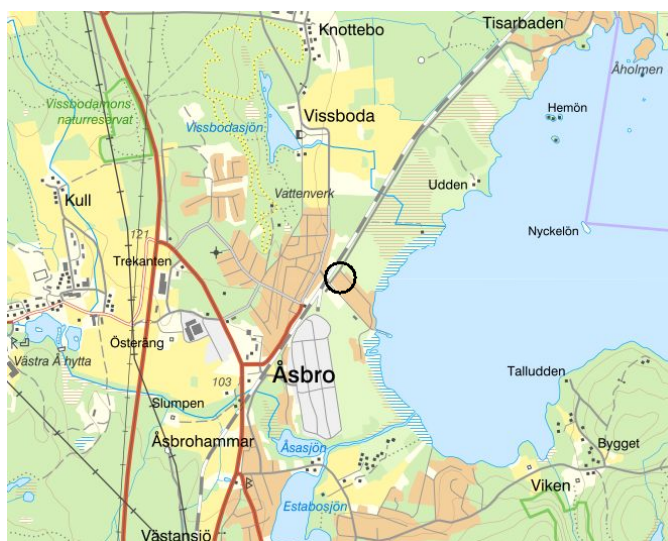 Tisarbaden
Knottebo
Åholmen
Vissbodamons
naturreservat
Vissbodasjön
Vissboda
Hemön
Udden
Kull
Vattenverk
Nyckelön
121
Trekanten
Österäng
Västra Å hytta
103
Åsbro
Talludden
Slumpen
Åsbrohammar
Åsasjön
Bygget
Viken
Estabosjön
Västansjö